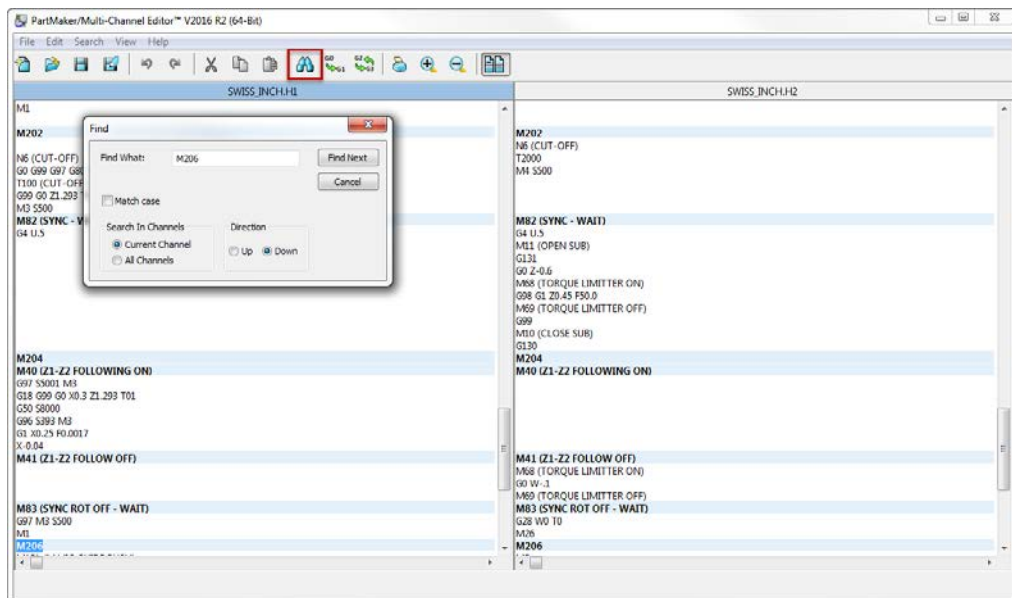 PartMaker/Multi-Channel Editor™ V2016 R2 (64-Bit)
File Edit Search View Help
SWISS_INCH.H1
M1
M202
N6 (CUT-OFF)
G0 G99 G97 G80
T100 (CUT-OFF
G99 G0 Z1.293
M3 S500
M82 (SYNC - W
G4 U.5
M204
M40 (Z1-Z2 FOLLOWING ON)
G97 S5001 M3
G18 G99 G0 X0.3 Z1.293 T01
G50 S8000
G96 S393 M3
G1 X0.25 F0.0017
X-0.04
M41 (Z1-Z2 FOLLOW OFF)
M83 (SYNC ROT OFF - WAIT)
G97 M3 S500
M1
M206
Find
Find What: M206 Find Next
Cancel
Match case
Search In Channels Direction
Current Channel Up Down
All Channels
SWISS_INCH.H2
M202
N6 (CUT-OFF)
T2000
M4 S500
M82 (SYNC - WAIT)
G4 U.5
M11 (OPEN SUB)
G131
G0 Z-0.6
M68 (TORQUE LIMITTER ON)
G98 G1 Z0.45 F50.0
M69 (TORQUE LIMITTER OFF)
G99
M10 (CLOSE SUB)
G130
M204
M40 (Z1-Z2 FOLLOWING ON)
M41 (Z1-Z2 FOLLOW OFF)
M68 (TORQUE LIMITTER ON)
G0 W-.1
M69 (TORQUE LIMITTER OFF)
M83 (SYNC ROT OFF - WAIT)
G28 W0 T0
M26
M206